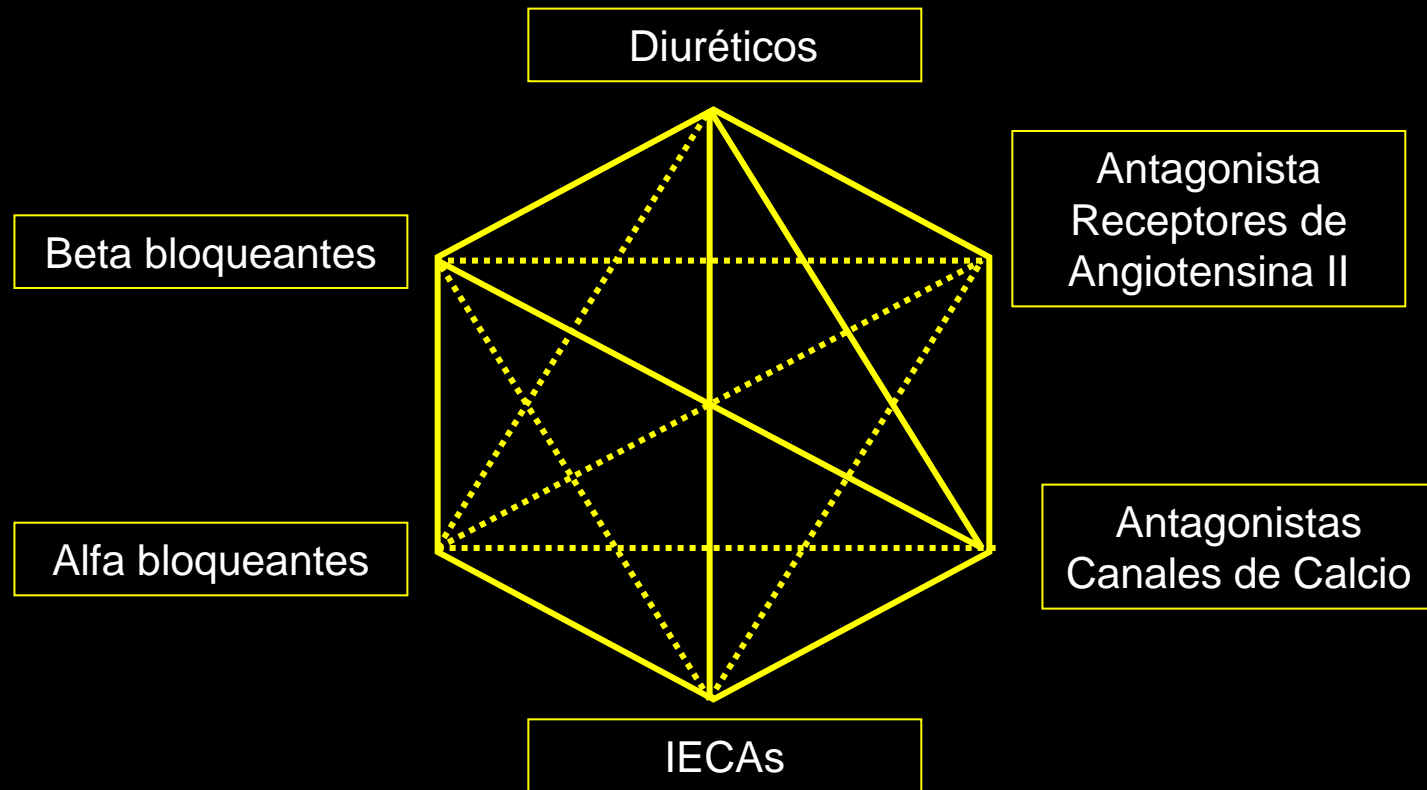 Diuréticos
Antagonista
Receptores de
Angiotensina II
Beta bloqueantes
Antagonistas
Canales de Calcio
Alfa bloqueantes
IECAs